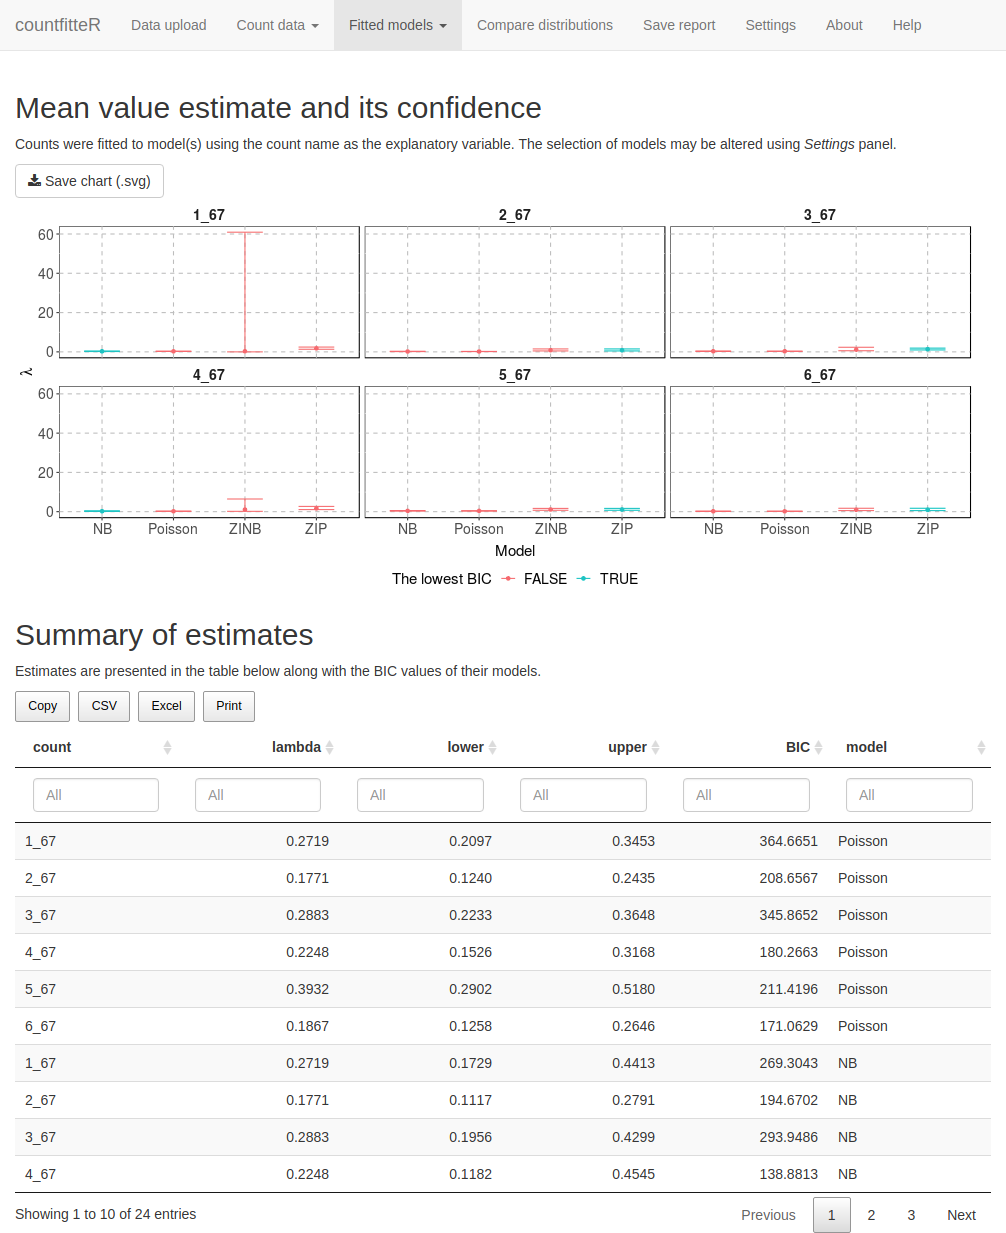 countfitteR Data upload Count data Fitted models Compare distributions Save report Settings About Help
Mean value estimate and its confidence
Counts were fitted to model(s) using the count name as the explanatory variable. The selection of models may be altered using Settings panel.
Save chart (.svg)
1_67 2_67 3_67
60
40
20
0
λ
4_67 5_67 6_67
60
40
20
0
NB Poisson ZINB ZIP NB Poisson ZINB ZIP NB Poisson ZINB ZIP
Model
The lowest BIC FALSE TRUE
Summary of estimates
Estimates are presented in the table below along with the BIC values of their models.
Copy CSV Excel Print
count lambda lower upper BIC model
All All All All All All
1_67 0.2719 0.2097 0.3453 364.6651 Poisson
2_67 0.1771 0.1240 0.2435 208.6567 Poisson
3_67 0.2883 0.2233 0.3648 345.8652 Poisson
4_67 0.2248 0.1526 0.3168 180.2663 Poisson
5_67 0.3932 0.2902 0.5180 211.4196 Poisson
6_67 0.1867 0.1258 0.2646 171.0629 Poisson
1_67 0.2719 0.1729 0.4413 269.3043 NB
2_67 0.1771 0.1117 0.2791 194.6702 NB
3_67 0.2883 0.1956 0.4299 293.9486 NB
4_67 0.2248 0.1182 0.4545 138.8813 NB
Showing 1 to 10 of 24 entries Previous 1 2 3 Next